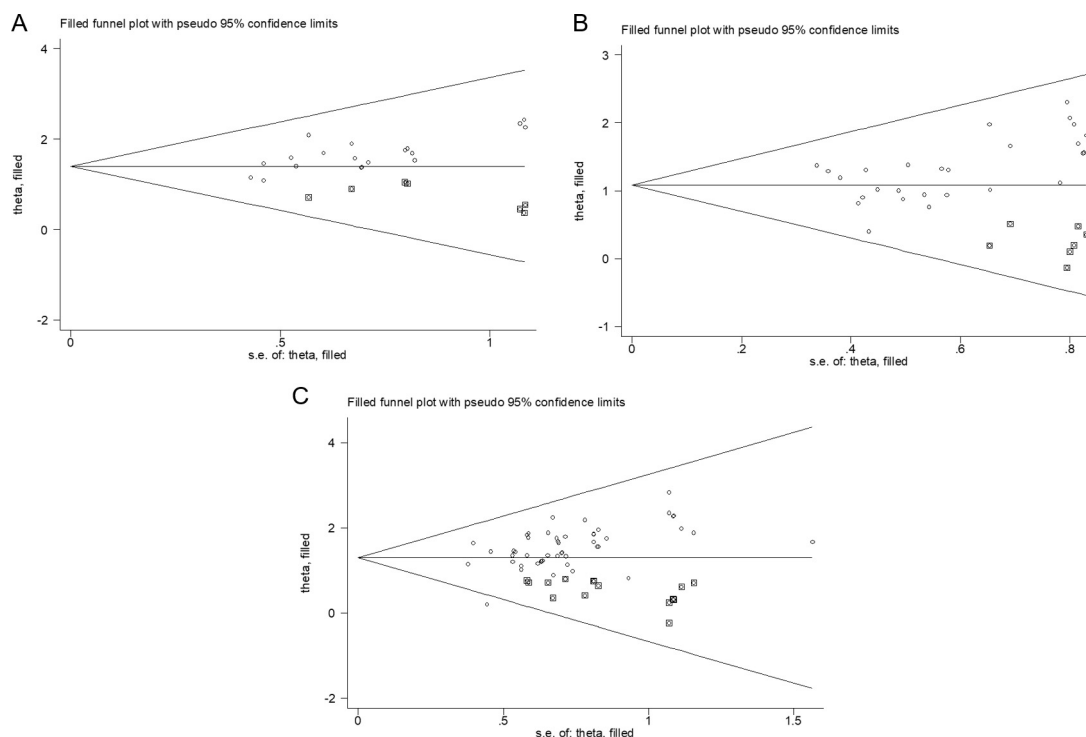 A
Filled funnel plot with pseudo 95% confidence limits
4
2
0
-2
theta, filled
0
.5
1
s.e. of: theta, filled
B
Filled funnel plot with pseudo 95% confidence limits
3
2
1
0
-1
theta, filled
0
.2
.4
.6
.8
s.e. of: theta, filled
C
Filled funnel plot with pseudo 95% confidence limits
4
2
0
-2
theta, filled
0
.5
1
1.5
s.e. of: theta, filled